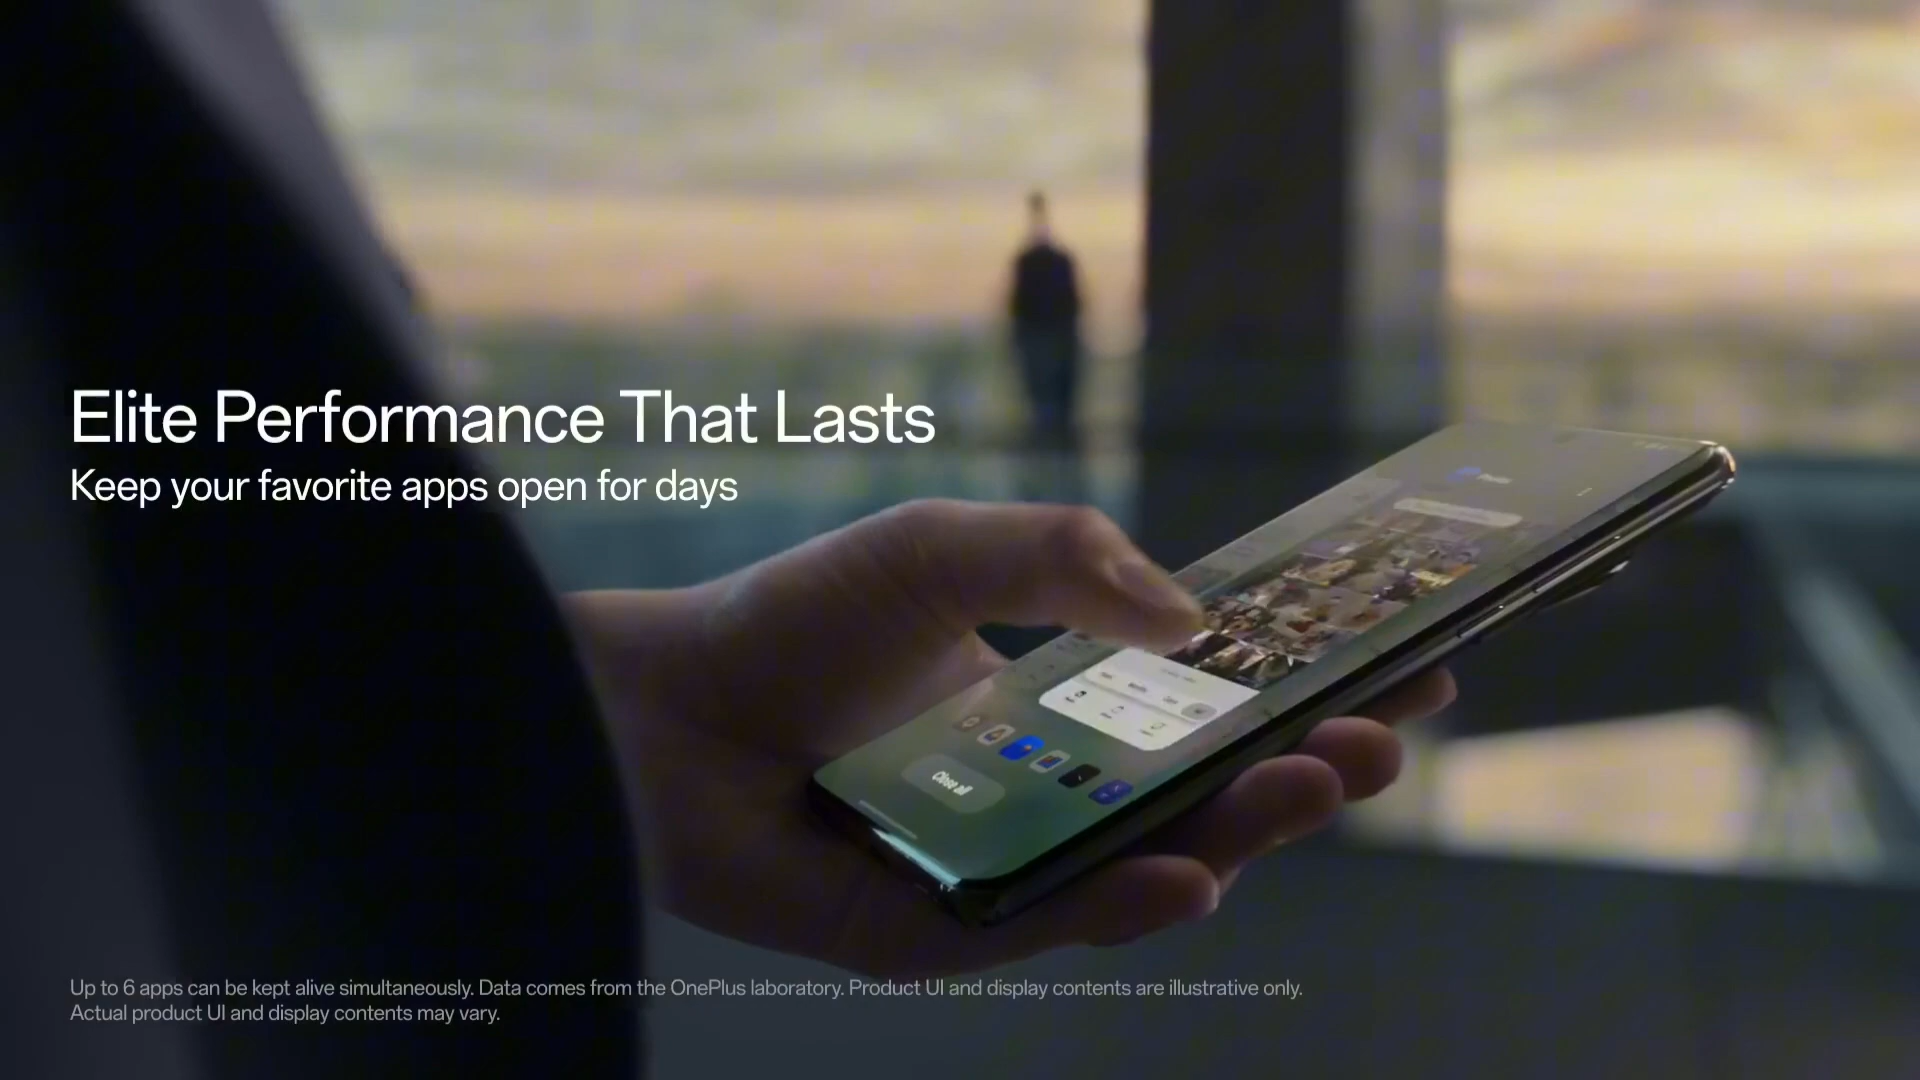 Elite Performance That Lasts
Keep your favorite apps open for days
Close all
Up to 6 apps can be kept alive simultaneously. Data comes from the OnePlus laboratory. Product UI and display contents are illustrative only.
Actual product UI and display contents may vary.